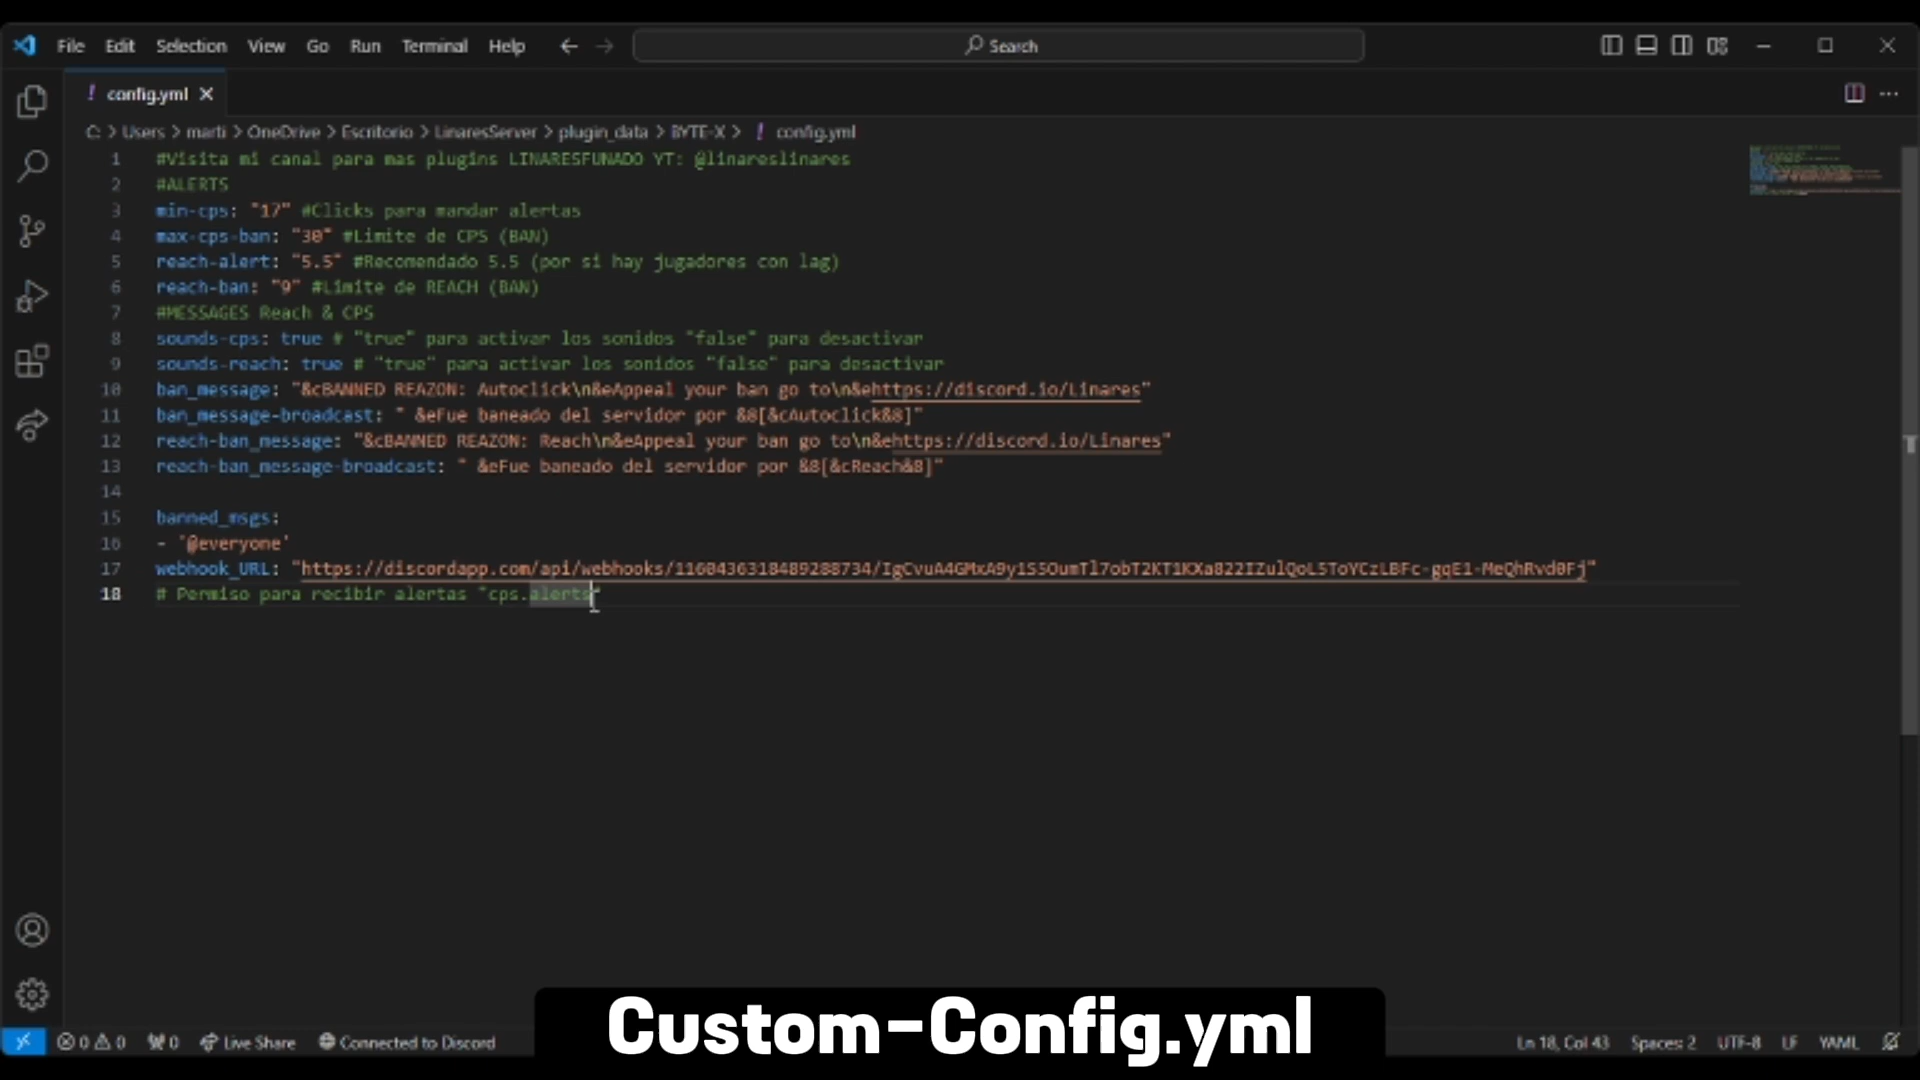 File Edit Selection View Go Run Terminal Help Search
config.yml
C: > Users > marti > OneDrive > Escritorio > LinaresServer > plugin_data > BYTE-X > ! config.yml
1 #Visita mi canal para mas plugins LINARESFUNADO YT: @linareslinares
2 #ALERTS
3 min-cps: "17" #Clicks para mandar alertas
4 max-cps-ban: "30" #Limite de CPS (BAN)
5 reach-alert: "5.5" #Recomendado 5.5 (por si hay jugadores con lag)
6 reach-ban: "9" #Limite de REACH (BAN)
7 #MESSAGES Reach & CPS
8 sounds-cps: true # "true" para activar los sonidos "false" para desactivar
9 sounds-reach: true # "true" para activar los sonidos "false" para desactivar
10 ban_message: "&cBANNED REAZON: Autoclick\n&eAppeal your ban go to\n&ehttps://discord.io/Linares"
11 ban_message-broadcast: " &eFue baneado del servidor por &8[&cAutoclick&8]"
12 reach-ban_message: "&cBANNED REAZON: Reach\n&eAppeal your ban go to\n&ehttps://discord.io/Linares"
13 reach-ban_message-broadcast: " &eFue baneado del servidor por &8[&cReach&8]"
14
15 banned_msgs:
16 - '@everyone'
17 webhook_URL:
18 # Permiso para recibir alertas "cps.alerts"
0 0 0 Live Share Connected to Discord Ln 18, Col 43 Spaces: 2 UTF-8 LF YAML
Custom-Config.yml